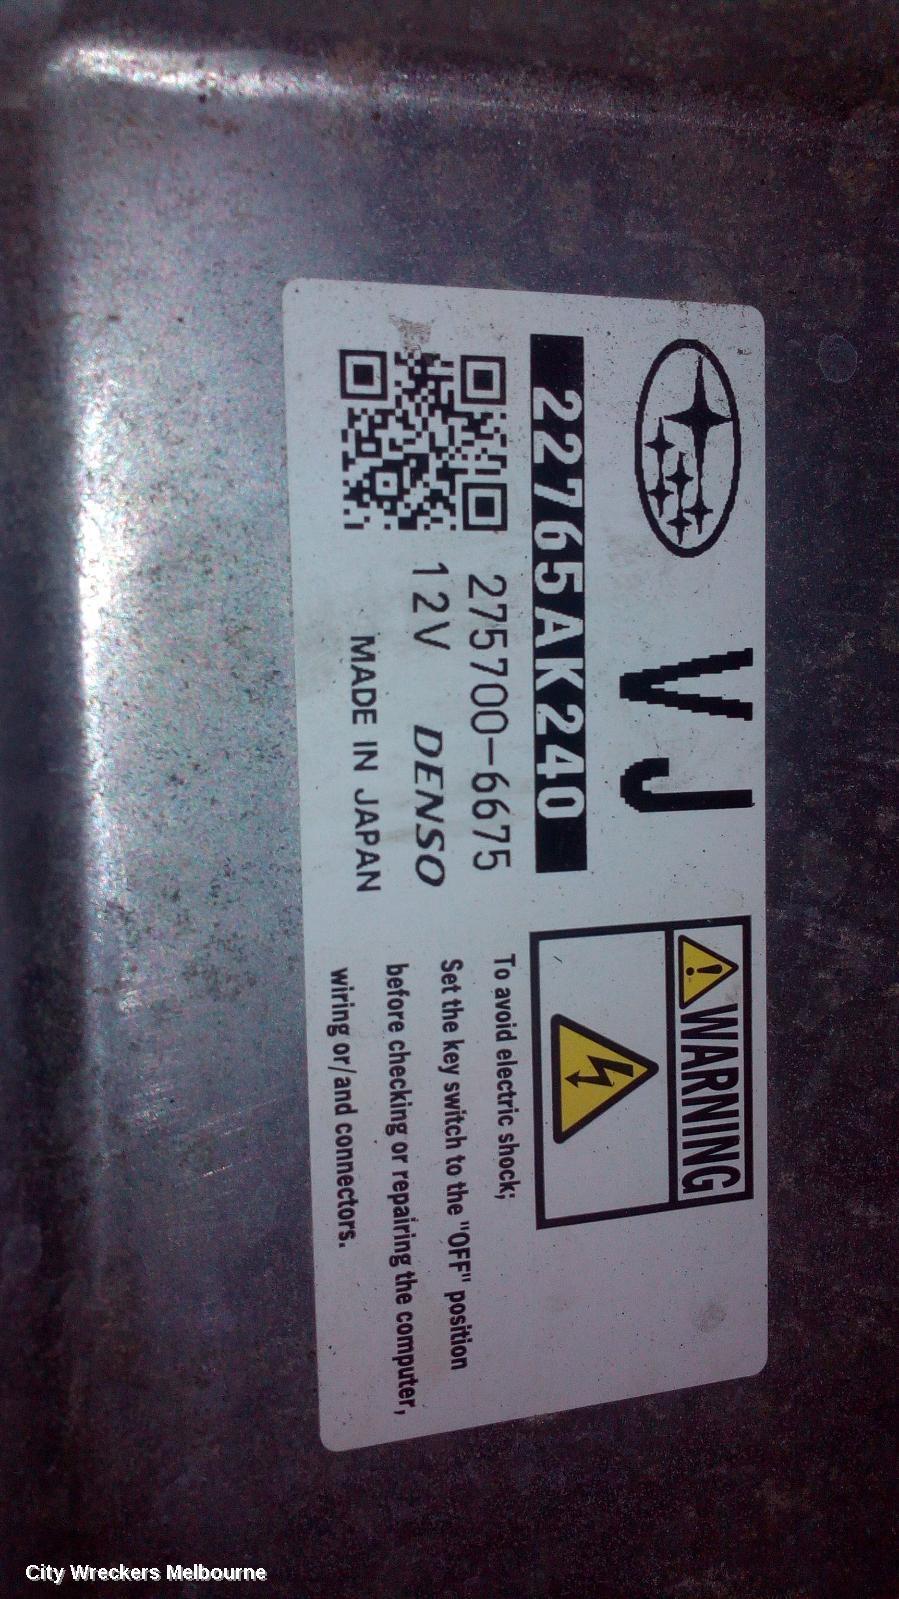 VJ
22765AK240
275700-6675
12V DENSO
MADE IN JAPAN
WARNING
To avoid electric shock;
Set the key switch to the "OFF" position
before checking or repairing the computer,
wiring or/and connectors.
City Wreckers Melbourne